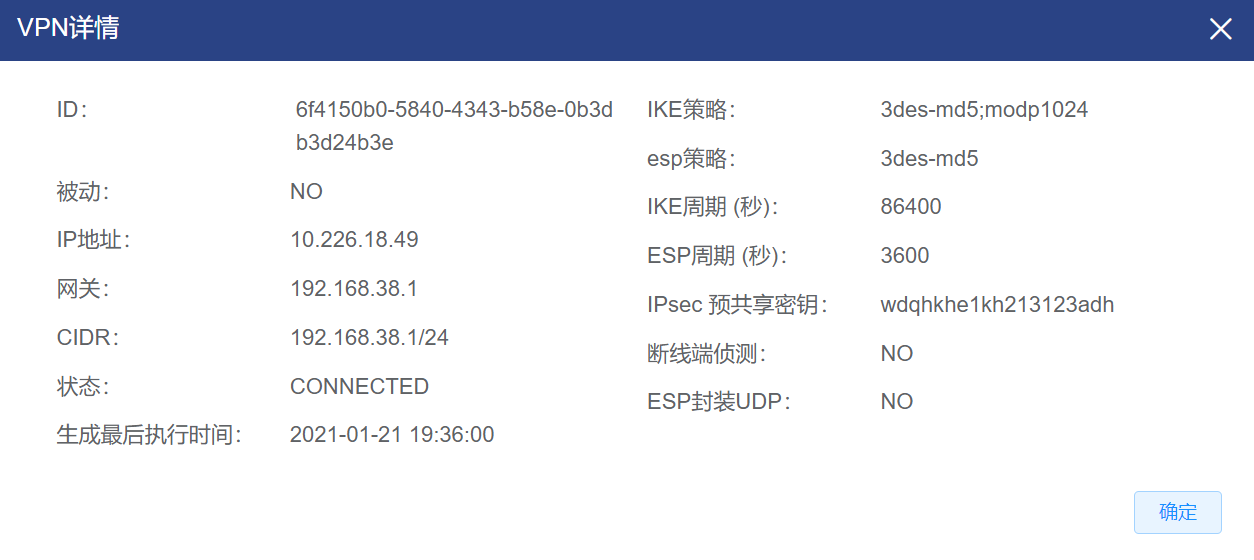 VPN详情
ID：
6f4150b0-5840-4343-b58e-0b3d
b3d24b3e
被动：
NO
IP地址：
10.226.18.49
网关：
192.168.38.1
CIDR：
192.168.38.1/24
状态：
CONNECTED
生成最后执行时间：
2021-01-21 19:36:00
IKE策略：
3des-md5;modp1024
esp策略：
3des-md5
IKE周期 (秒)：
86400
ESP周期 (秒)：
3600
IPsec 预共享密钥：
wdqhkhe1kh213123adh
断线端侦测：
NO
ESP封装UDP：
NO
确定